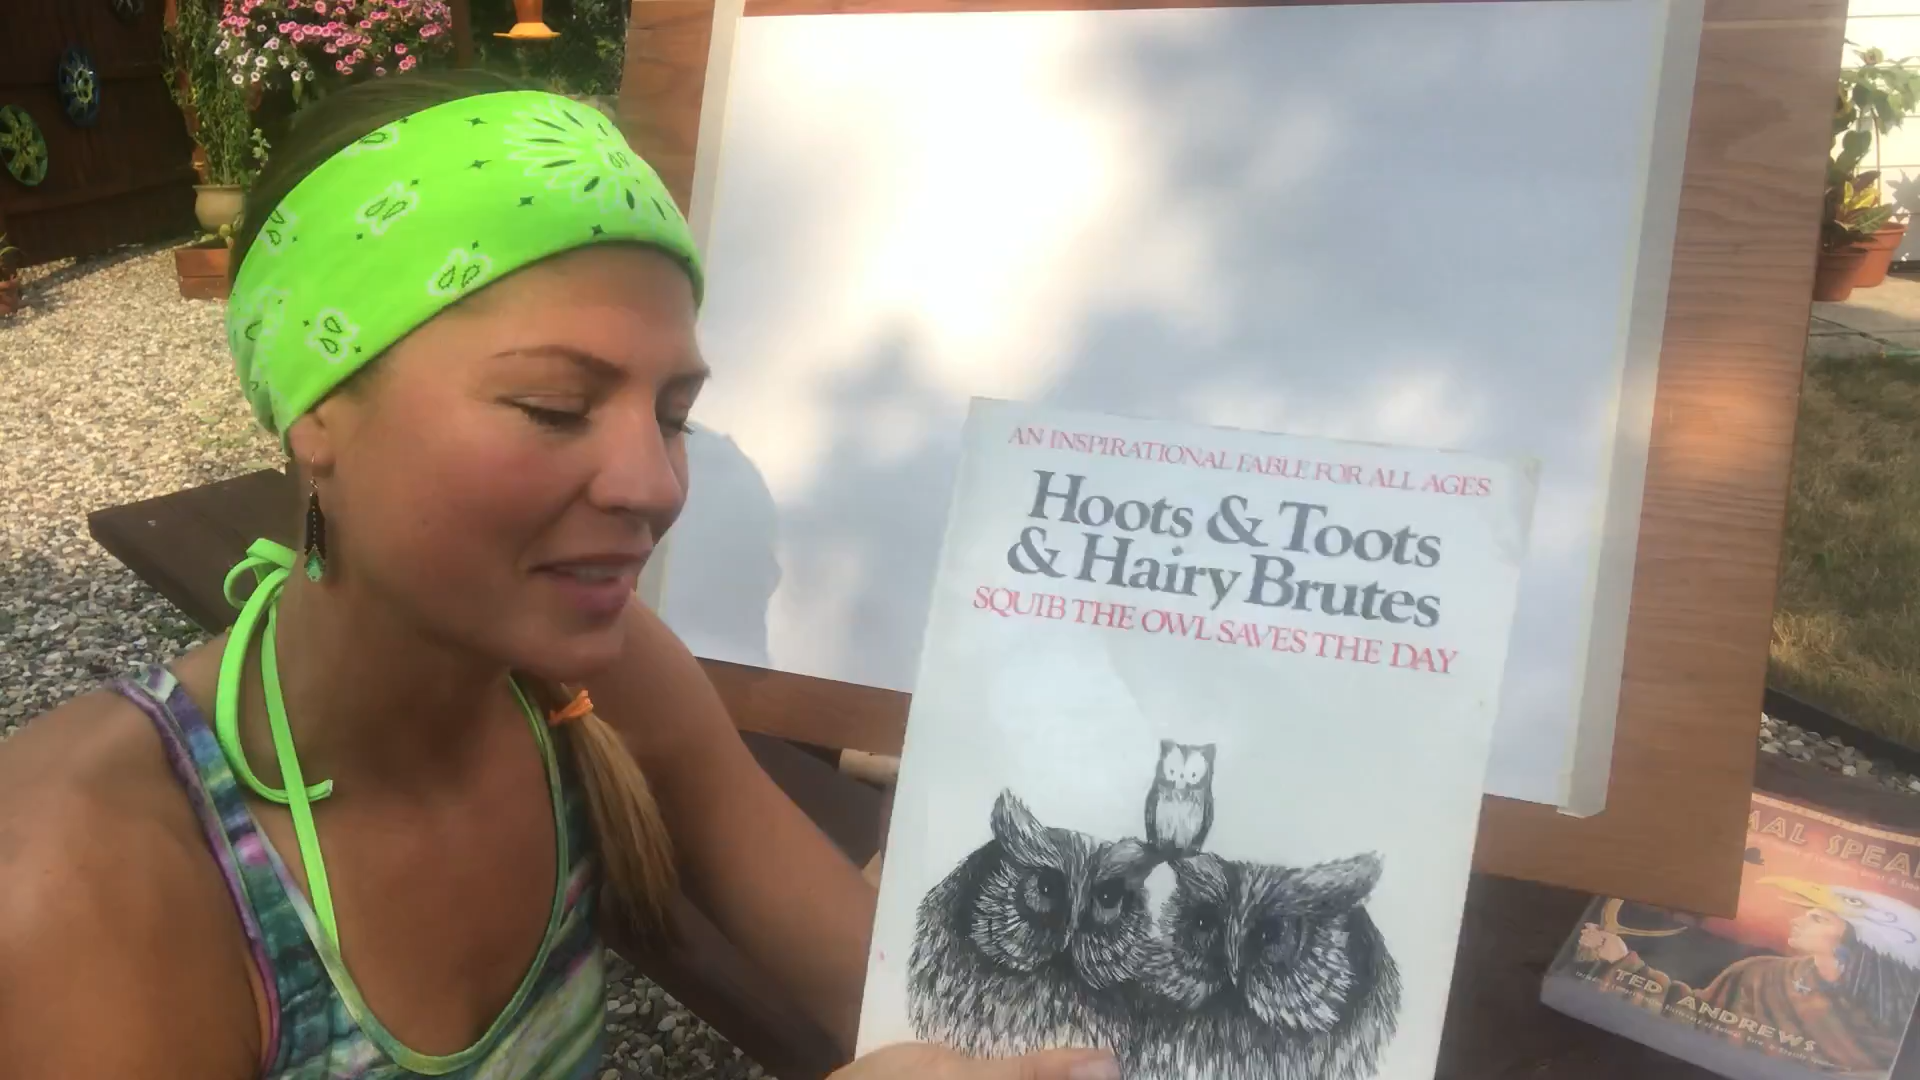 AN INSPIRATIONAL FABLE FOR ALL AGES
Hoots & Toots
& Hairy Brutes
SQUIB THE OWL SAVES THE DAY
TED ANDREWS